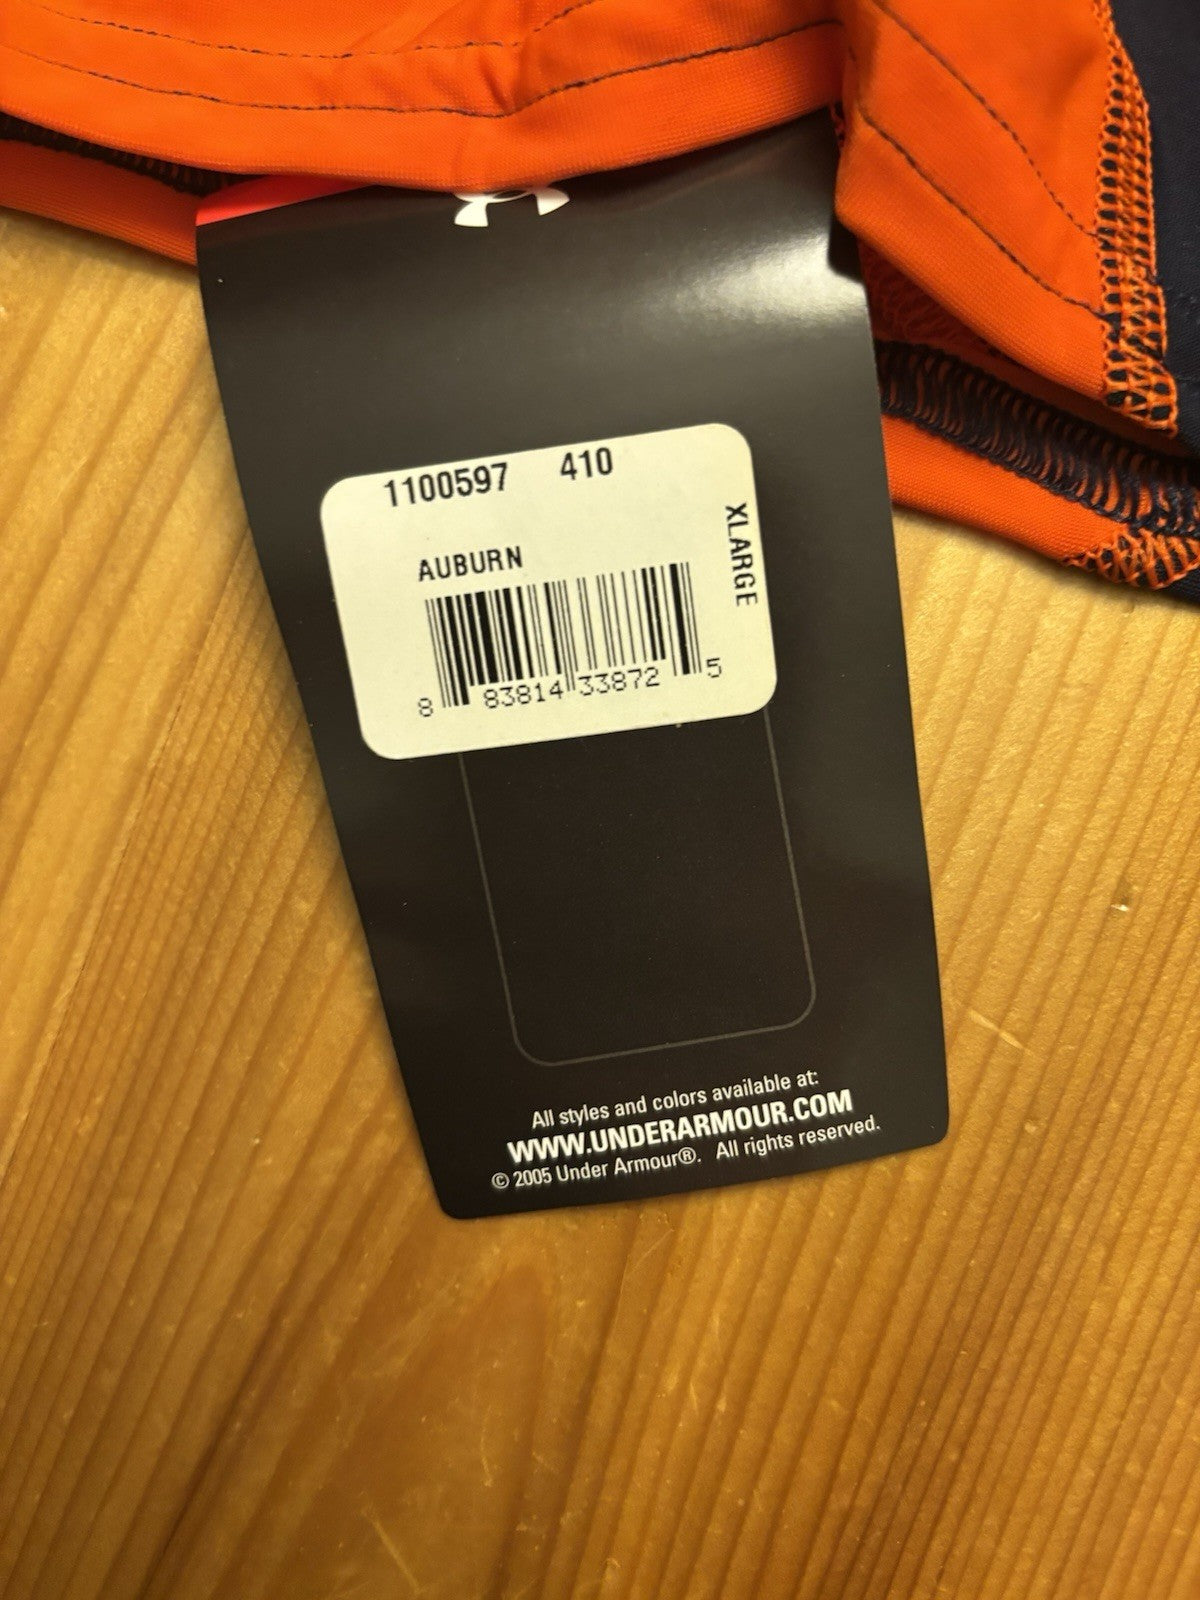 1100597 410
XLARGE
AUBURN
8 83814 33872 5
All styles and colors available at:
WWW.UNDERARMOUR.COM
© 2005 Under Armour®. All rights reserved.